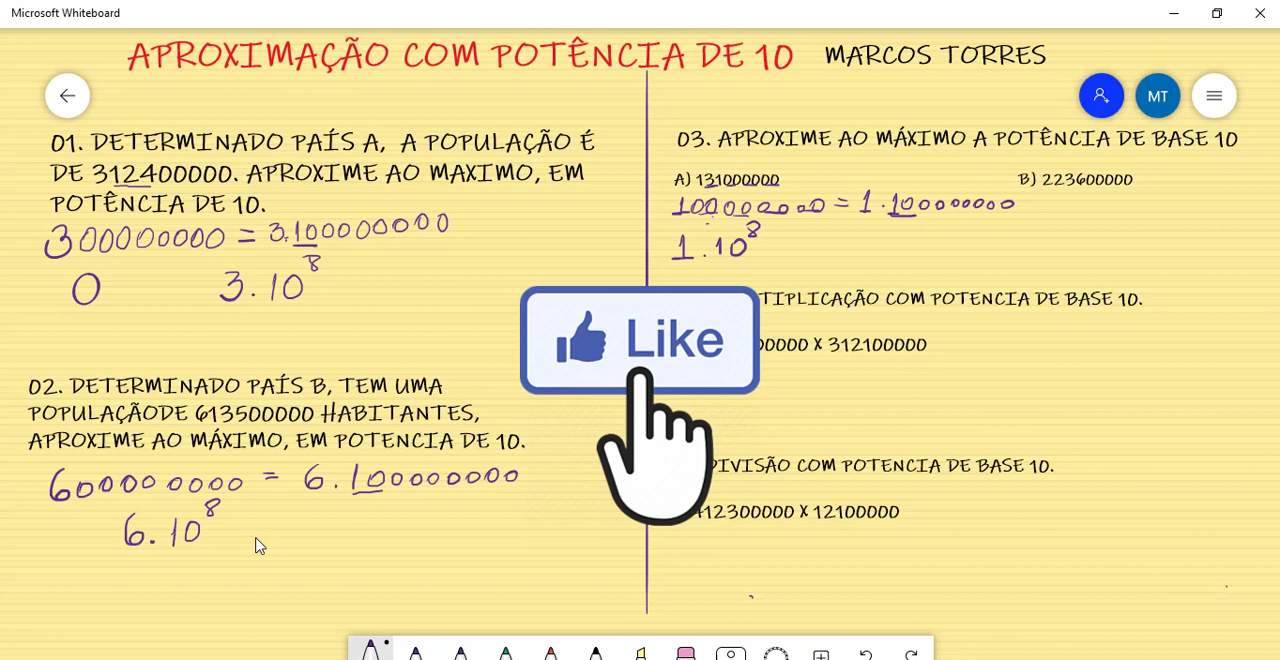 Microsoft Whiteboard
APROXIMAÇÃO COM POTÊNCIA DE 10
MARCOS TORRES
MT
01. DETERMINADO PAÍS A, A POPULAÇÃO É
DE 312400000. APROXIME AO MAXIMO, EM
POTÊNCIA DE 10.
300000000 = 3.100000000
0 3.10⁸
02. DETERMINADO PAÍS B, TEM UMA
POPULAÇÃODE 613500000 HABITANTES,
APROXIME AO MÁXIMO, EM POTENCIA DE 10.
600000000 = 6.100000000
6.10⁸
03. APROXIME AO MÁXIMO A POTÊNCIA DE BASE 10
A) 131000000 B) 223600000
100000000 = 1.100000000
1.10⁸
TIPLICAÇÃO COM POTENCIA DE BASE 10.
00000 X 312100000
Like
DIVISÃO COM POTENCIA DE BASE 10.
412300000 X 12100000